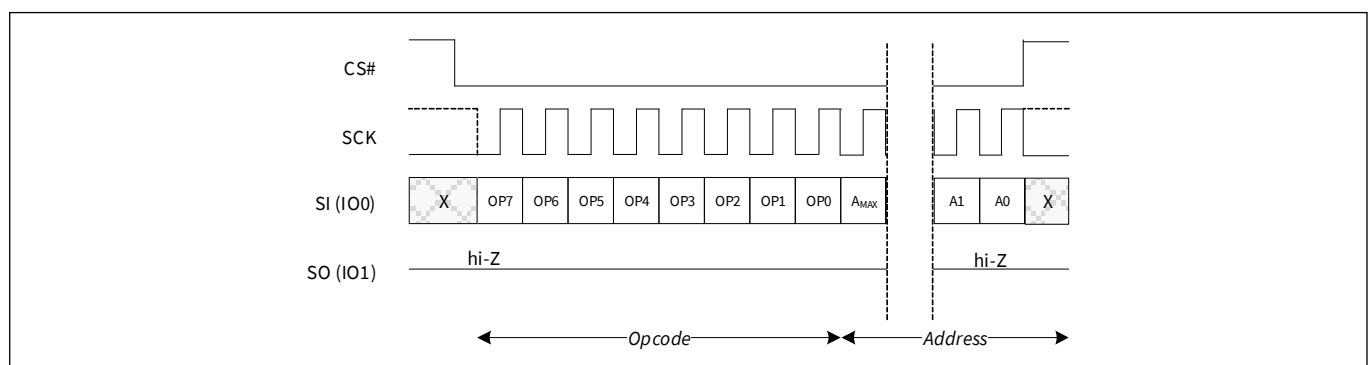 CS#
SCK
SI (IO0) X OP7 OP6 OP5 OP4 OP3 OP2 OP1 OP0 AMAX A1 A0 X
hi-Z hi-Z
SO (IO1)
Opcode Address